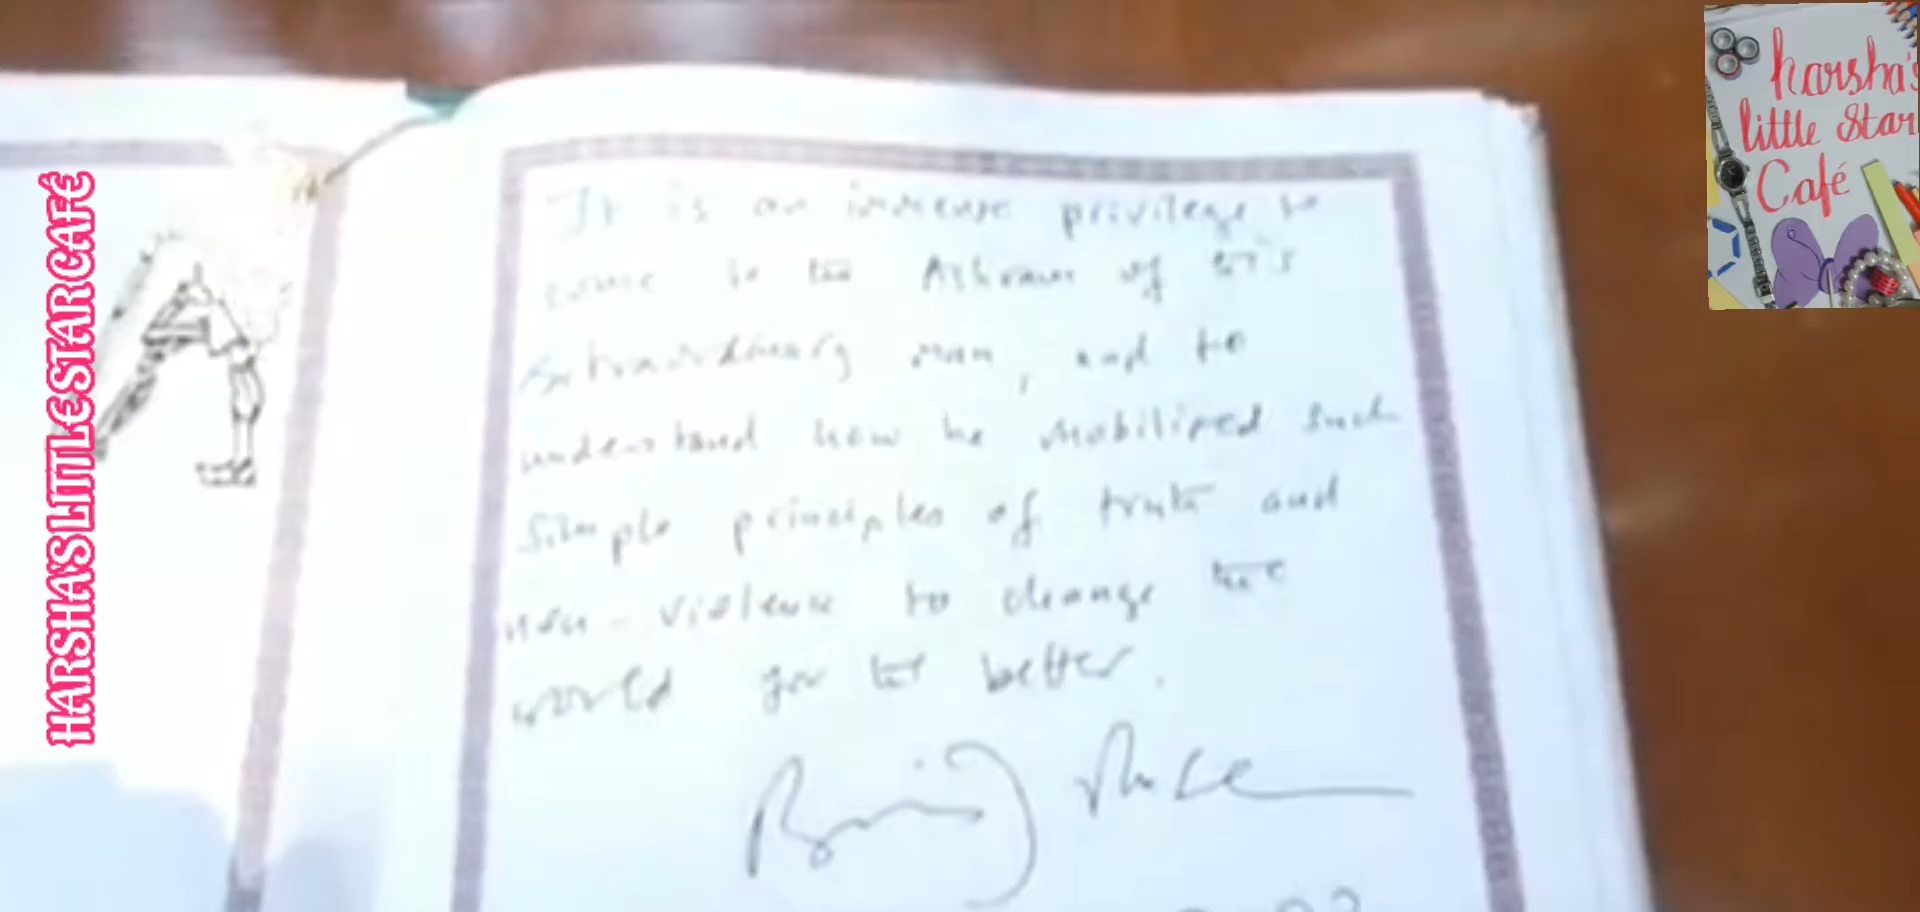 HARSHA'S LITTLE STAR CAFÉ
It is an immense privilege to
come to the Ashram of this
extraordinary man, and to
understand how he mobilized such
simple principles of truth and
non-violence to change the
world for the better.
harsha's
little Star
Café